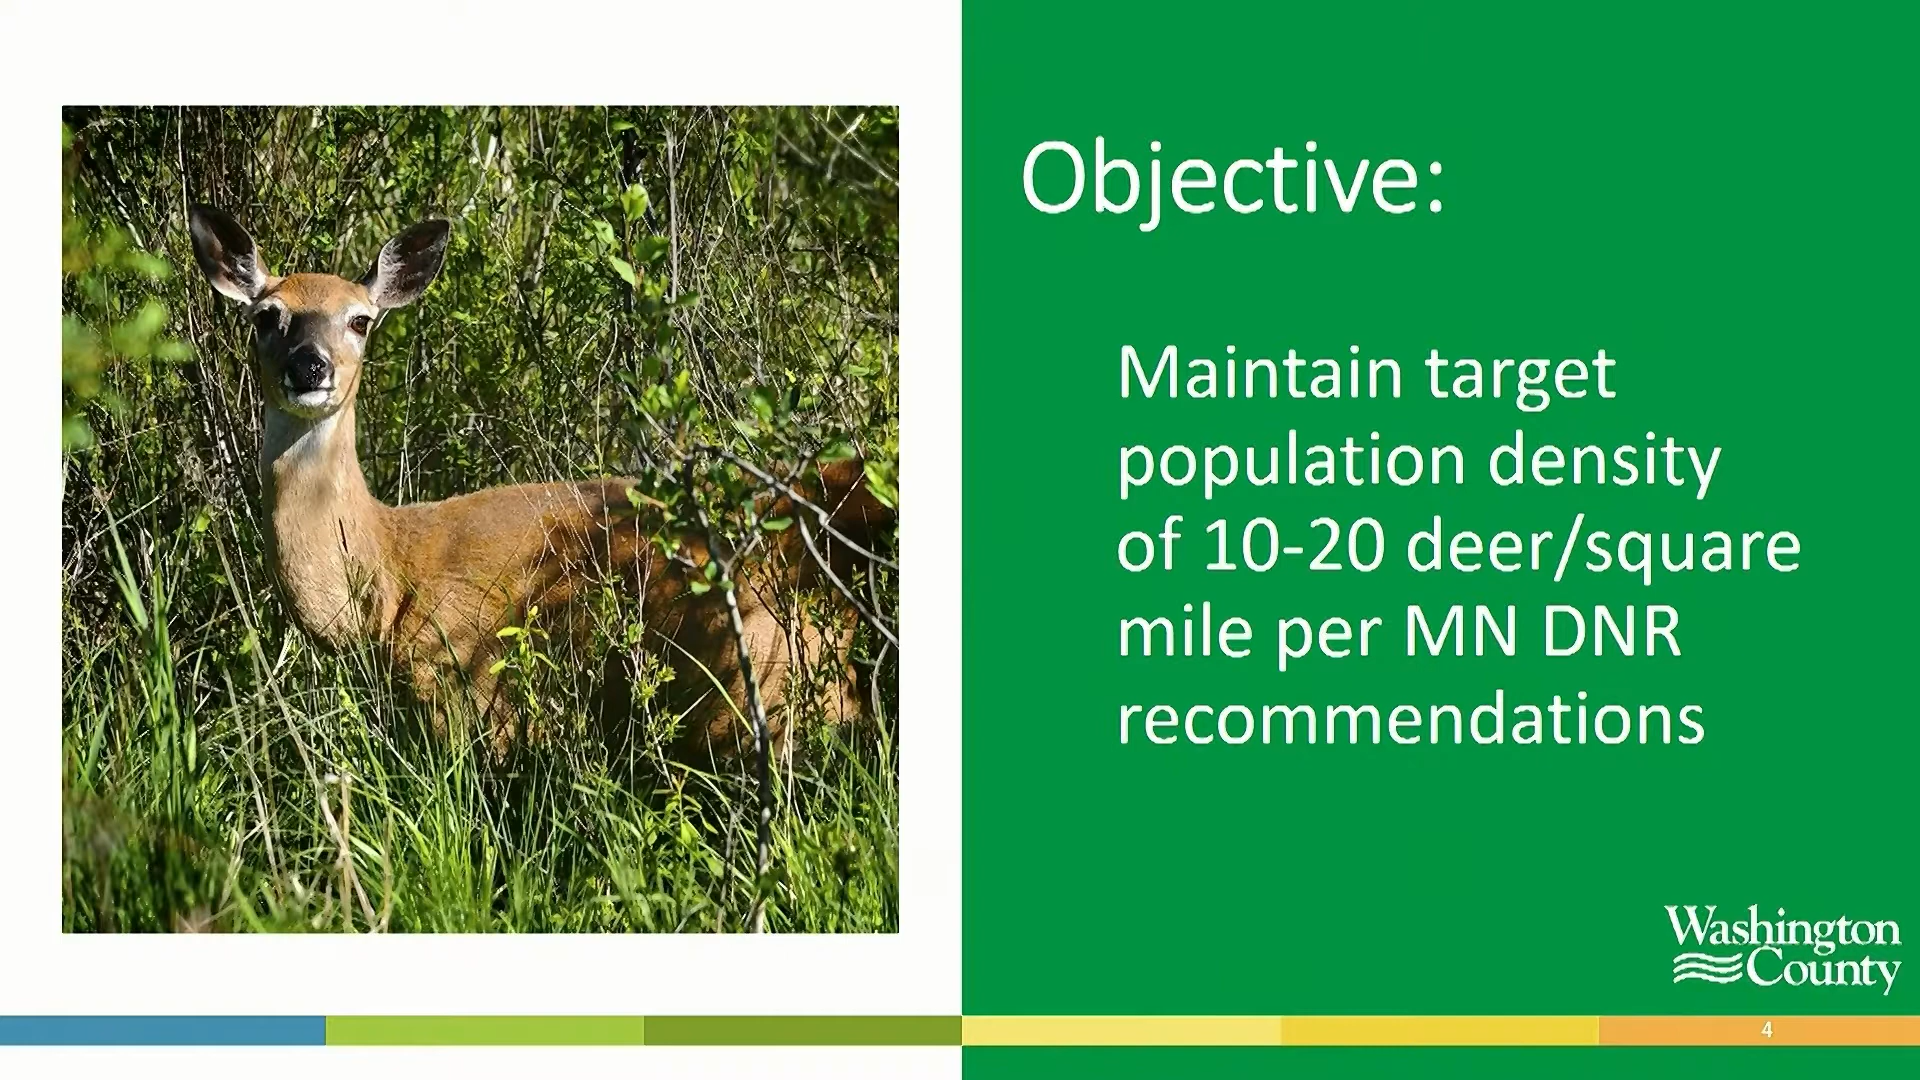 Objective:
Maintain target
population density
of 10-20 deer/square
mile per MN DNR
recommendations
Washington
County
4